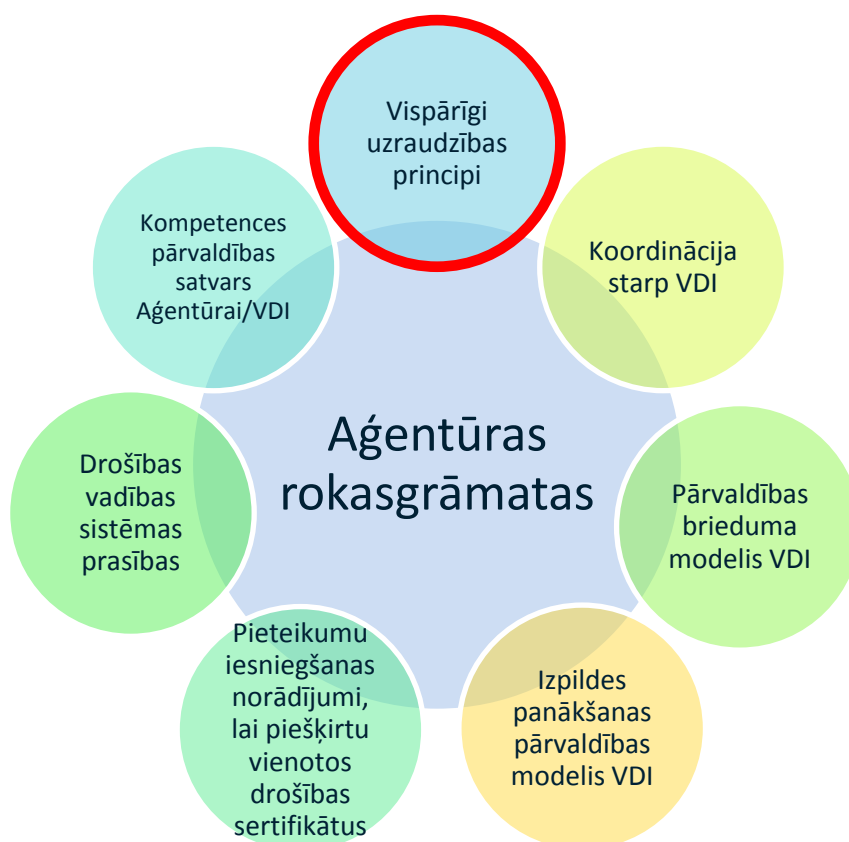 Vispārīgi
uzraudzības
principi
Koordinācija
starp VDI
Pārvaldības
brieduma
modelis VDI
Izpildes
panākšanas
pārvaldības
modelis VDI
Pieteikumu
iesniegšanas
norādījumi,
lai piešķirtu
vienotos
drošības
sertifikātus
Drošības
vadības
sistēmas
prasības
Kompetences
pārvaldības
satvars
Aģentūrai/VDI
Aģentūras
rokasgrāmatas